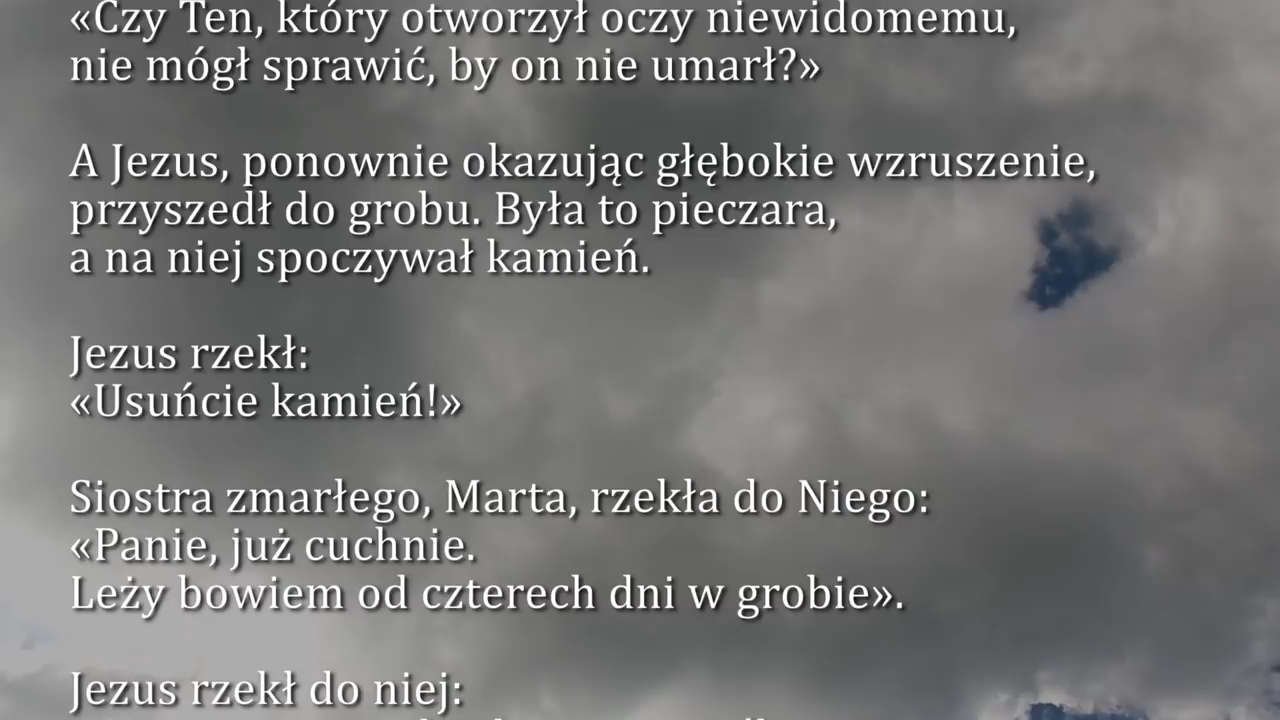 «Czy Ten, który otworzył oczy niewidomemu,
nie mógł sprawić, by on nie umarł?»
A Jezus, ponownie okazując głębokie wzruszenie,
przyszedł do grobu. Była to pieczara,
a na niej spoczywał kamień.
Jezus rzekł:
«Usuńcie kamień!»
Siostra zmarłego, Marta, rzekła do Niego:
«Panie, już cuchnie.
Leży bowiem od czterech dni w grobie».
Jezus rzekł do niej: